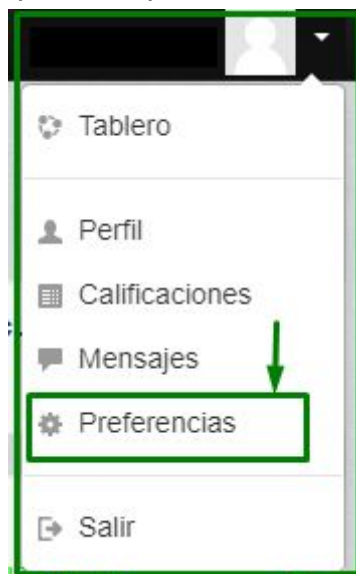 Tablero
Perfil
Calificaciones
Mensajes
Preferencias
Salir